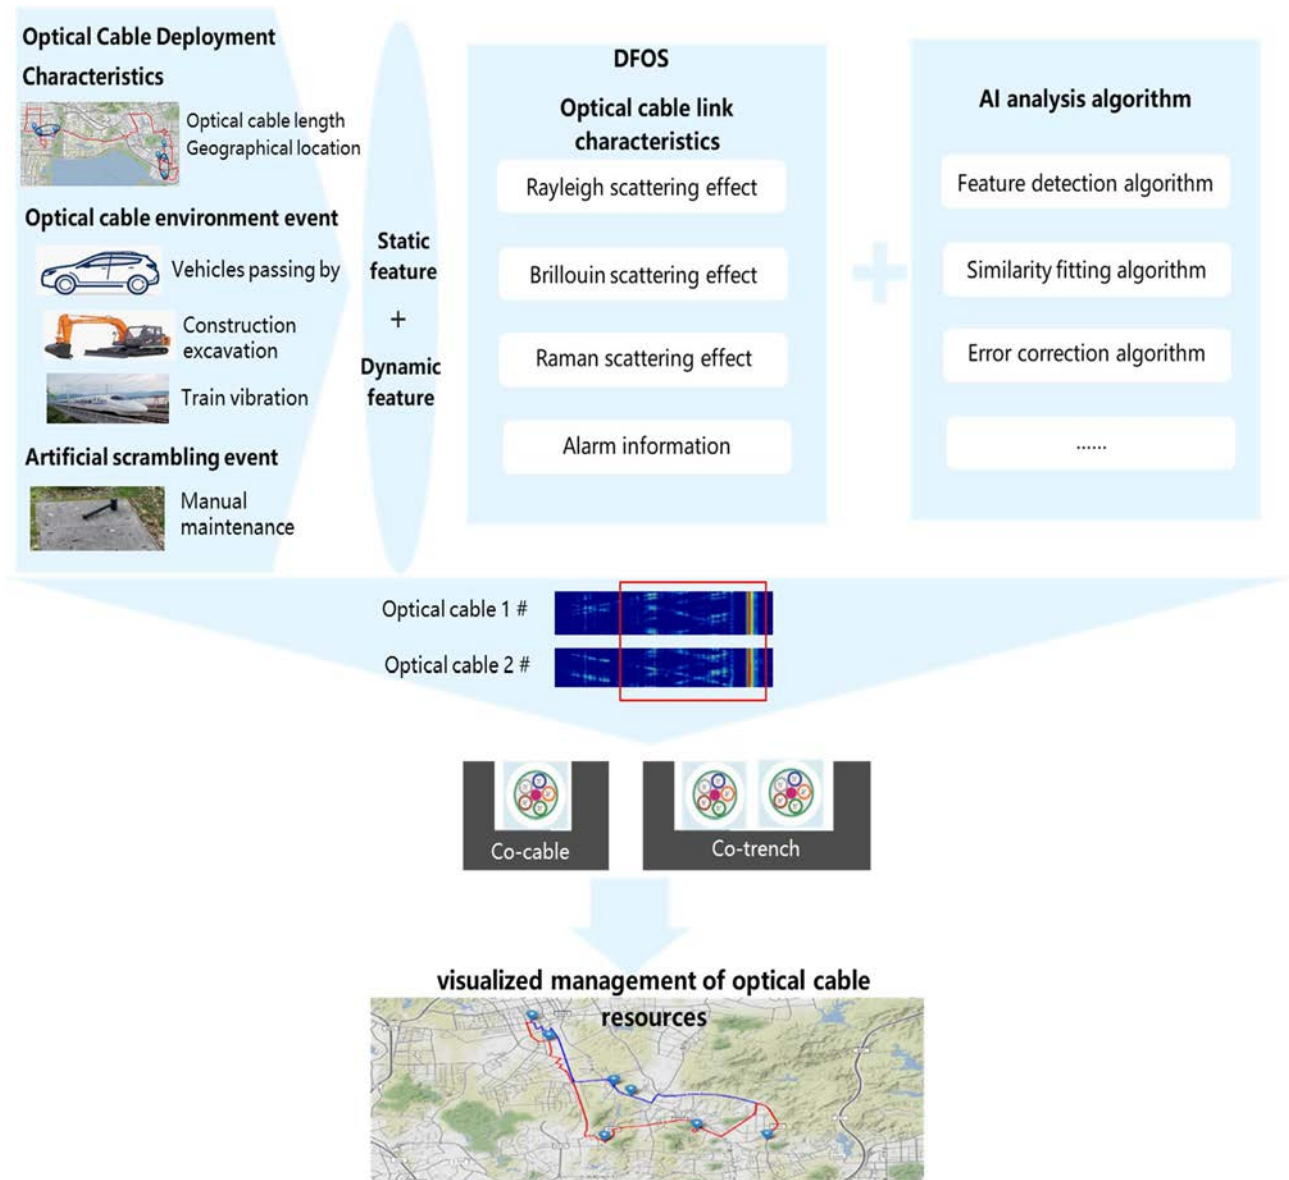 Optical Cable Deployment
Characteristics
Optical cable length
Geographical location
Optical cable environment event
Vehicles passing by
Construction
excavation
Train vibration
Artificial scrambling event
Manual
maintenance
Static
feature
+
Dynamic
feature
DFOS
Optical cable link
characteristics
Rayleigh scattering effect
Brillouin scattering effect
Raman scattering effect
Alarm information
AI analysis algorithm
Feature detection algorithm
Similarity fitting algorithm
Error correction algorithm
......
Optical cable 1 #
Optical cable 2 #
Co-cable
Co-trench
visualized management of optical cable
resources